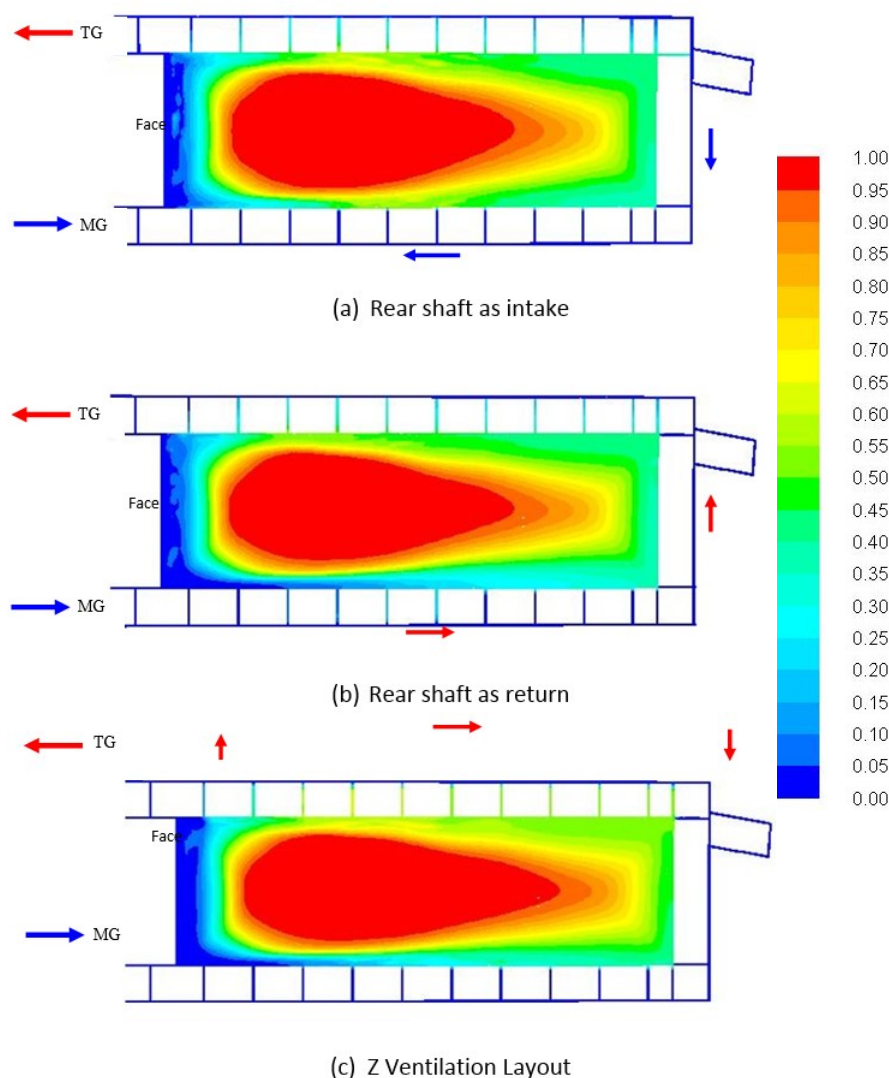 TG
Face
MG
(a) Rear shaft as intake
TG
Face
MG
(b) Rear shaft as return
TG
Face
MG
(c) Z Ventilation Layout
1.00
0.95
0.90
0.85
0.80
0.75
0.70
0.65
0.60
0.55
0.50
0.45
0.40
0.35
0.30
0.25
0.20
0.15
0.10
0.05
0.00